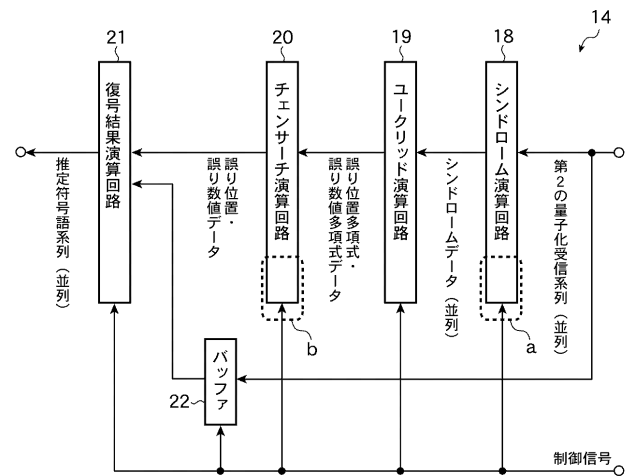 14
21
20
19
18
復号結果演算回路
チェンサーチ演算回路
ユークリッド演算回路
シンドローム演算回路
推定符号語系列（並列）
誤り位置・
誤り数値データ
誤り位置多項式・
誤り数値多項式データ
シンドロームデータ（並列）
第2の量子化受信系列（並列）
b
a
バッファ
22
制御信号